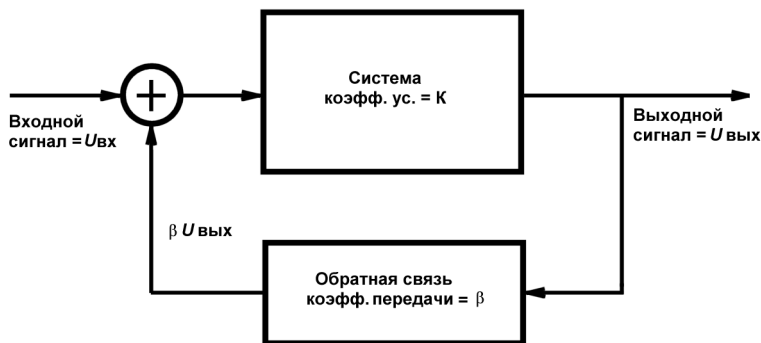 Система
коэфф. ус. = К
Входной
сигнал = Uвх
Выходной
сигнал = U вых
β U вых
Обратная связь
коэфф. передачи = β